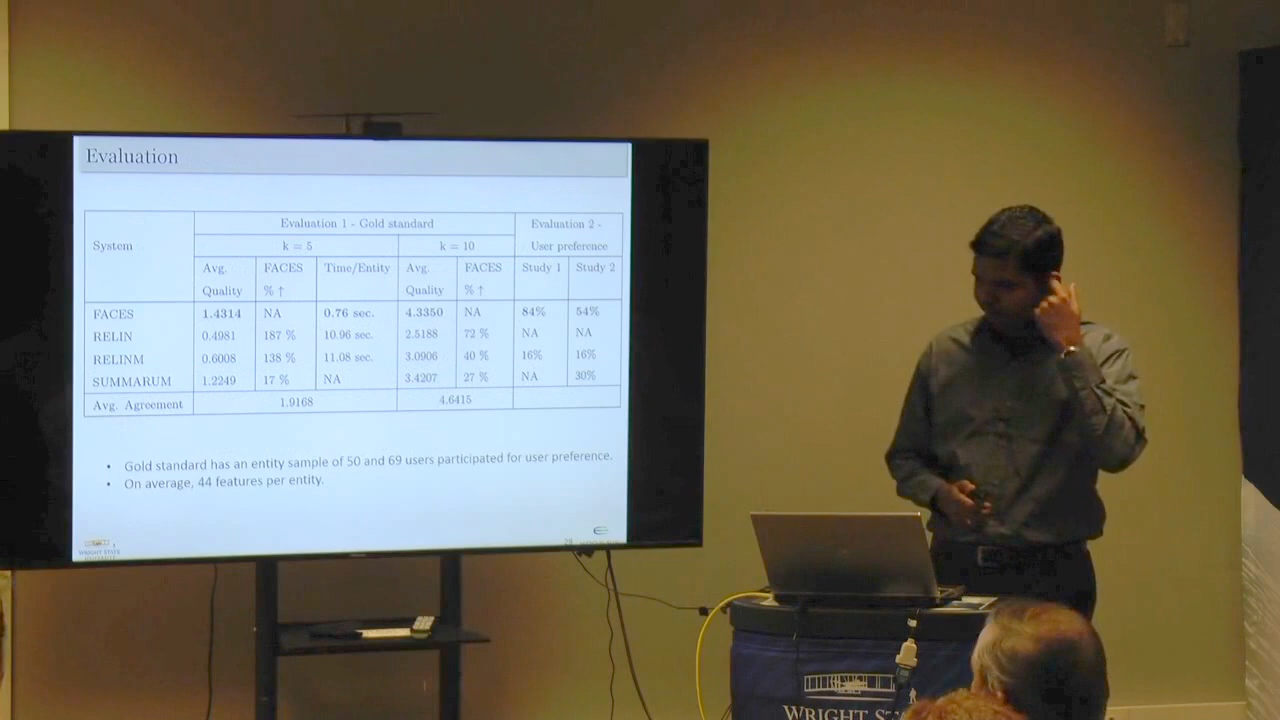 Evaluation
System
Evaluation 1 - Gold standard
Evaluation 2 -
User preference
k = 5
k = 10
Avg. Quality FACES % ↑ Time/Entity Avg. Quality FACES % ↑ Study 1 Study 2
FACES 1.4314 NA 0.76 sec. 4.3350 NA 84% 54%
RELIN 0.4981 187 % 10.96 sec. 2.5188 72 % NA NA
RELINM 0.6008 138 % 11.08 sec. 3.0906 40 % 16% 16%
SUMMARUM 1.2249 17 % NA 3.4207 27 % NA 30%
Avg. Agreement 1.9168 4.6415
• Gold standard has an entity sample of 50 and 69 users participated for user preference.
• On average, 44 features per entity.
WRIGHT STATE
UNIVERSITY
WRIGHT